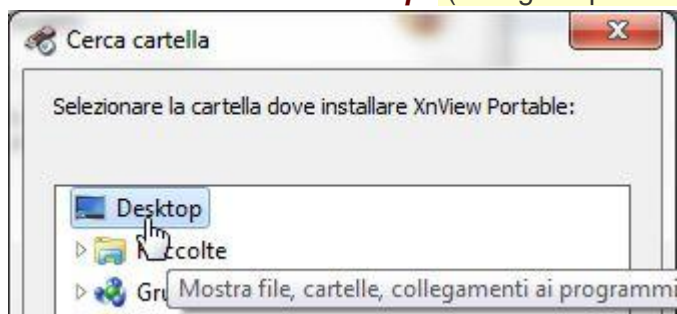 Cerca cartella
Selezionare la cartella dove installare XnView Portable:
Desktop
Mostra file, cartelle, collegamenti ai programmi